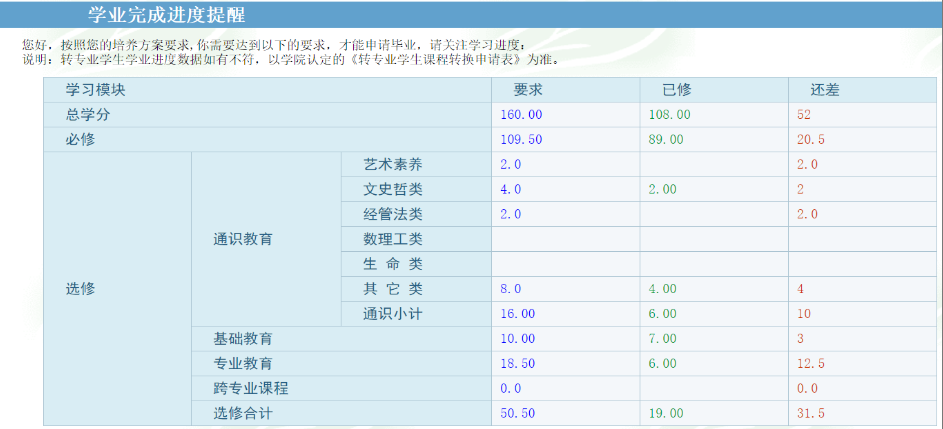 学业完成进度提醒
您好，按照您的培养方案要求,你需要达到以下的要求，才能申请毕业，请关注学习进度：
说明：转专业学生学业进度数据如有不符，以学院认定的《转专业学生课程转换申请表》为准。
学习模块 要求 已修 还差
总学分 160.00 108.00 52
必修 109.50 89.00 20.5
选修 通识教育 艺术素养 2.0 2.0
文史哲类 4.0 2.00 2
经管法类 2.0 2.0
数理工类
生 命 类
其 它 类 8.0 4.00 4
通识小计 16.00 6.00 10
基础教育 10.00 7.00 3
专业教育 18.50 6.00 12.5
跨专业课程 0.0 0.0
选修合计 50.50 19.00 31.5